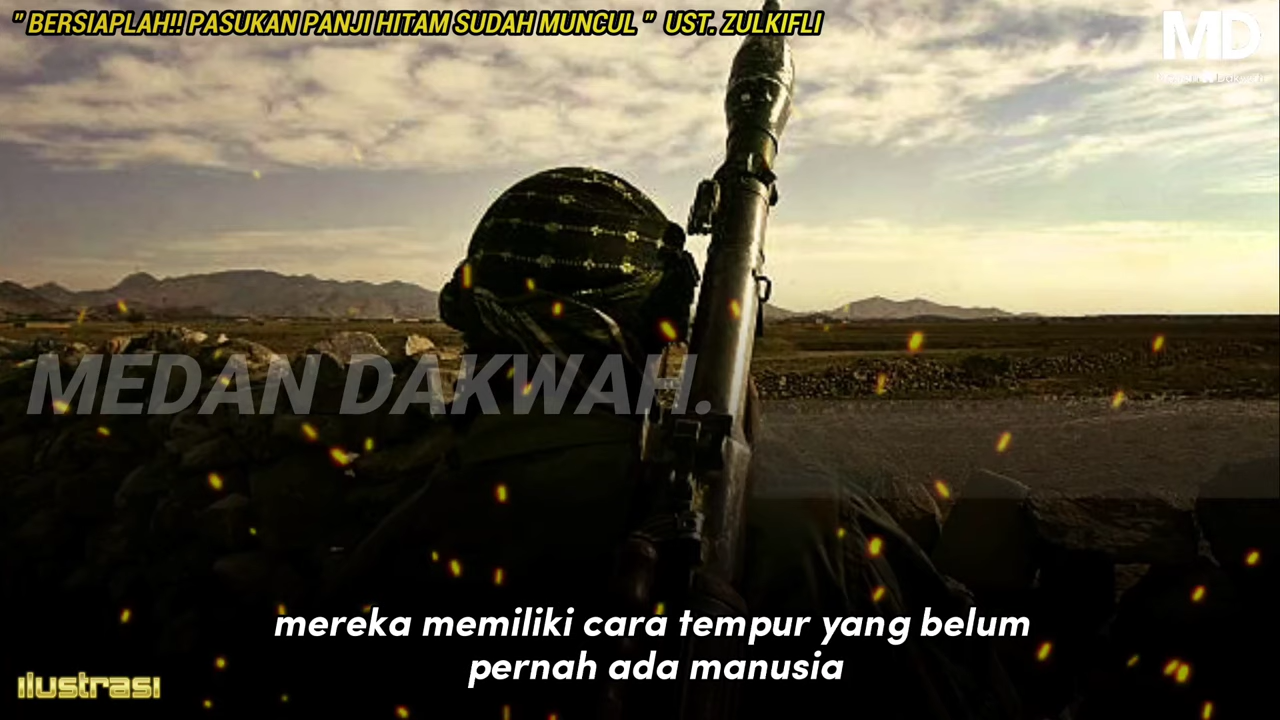 " BERSIAPLAH!! PASUKAN PANJI HITAM SUDAH MUNCUL " UST. ZULKIFLI
MD
MEDAN DAKWAH.
mereka memiliki cara tempur yang belum
pernah ada manusia
ilustrasi